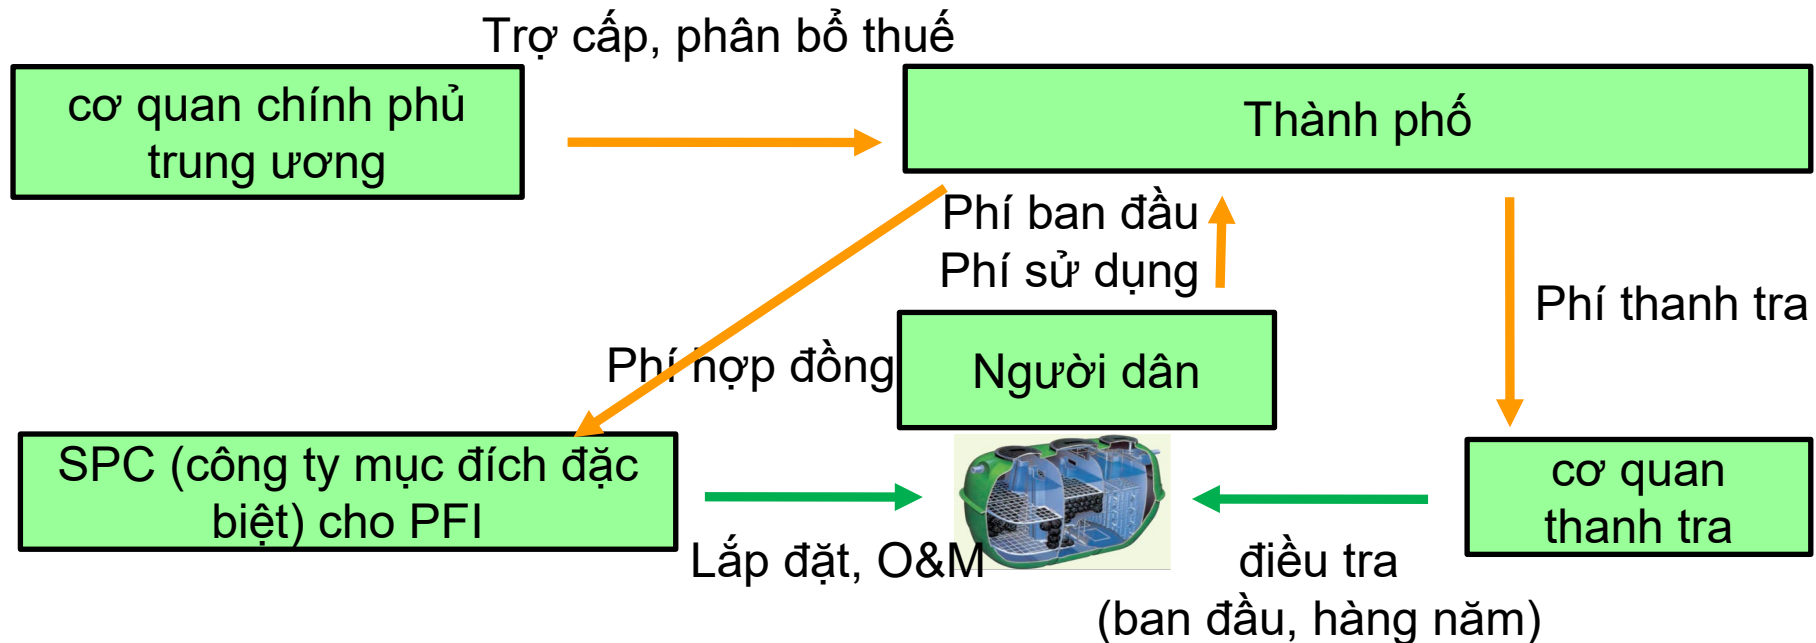 Trợ cấp, phân bổ thuế
cơ quan chính phủ
trung ương
Thành phố
Phí ban đầu
Phí sử dụng
Phí thanh tra
Phí hợp đồng
Người dân
SPC (công ty mục đích đặc
biệt) cho PFI
cơ quan
thanh tra
Lắp đặt, O&M
điều tra
(ban đầu, hàng năm)